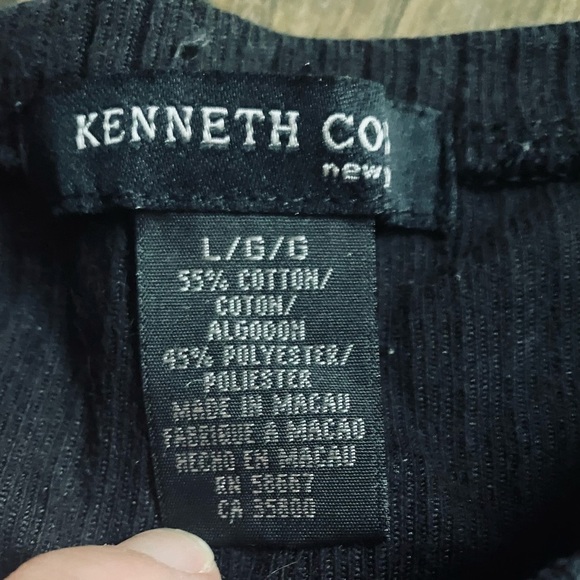 KENNETH CO
new
L/G/G
55% COTTON/
COTON/
ALGODON
45% POLYESTER/
POLIESTER
MADE IN MACAU
FABRIQUE A MACAO
HECHO EN MACAU
RN 58667
CA 35800